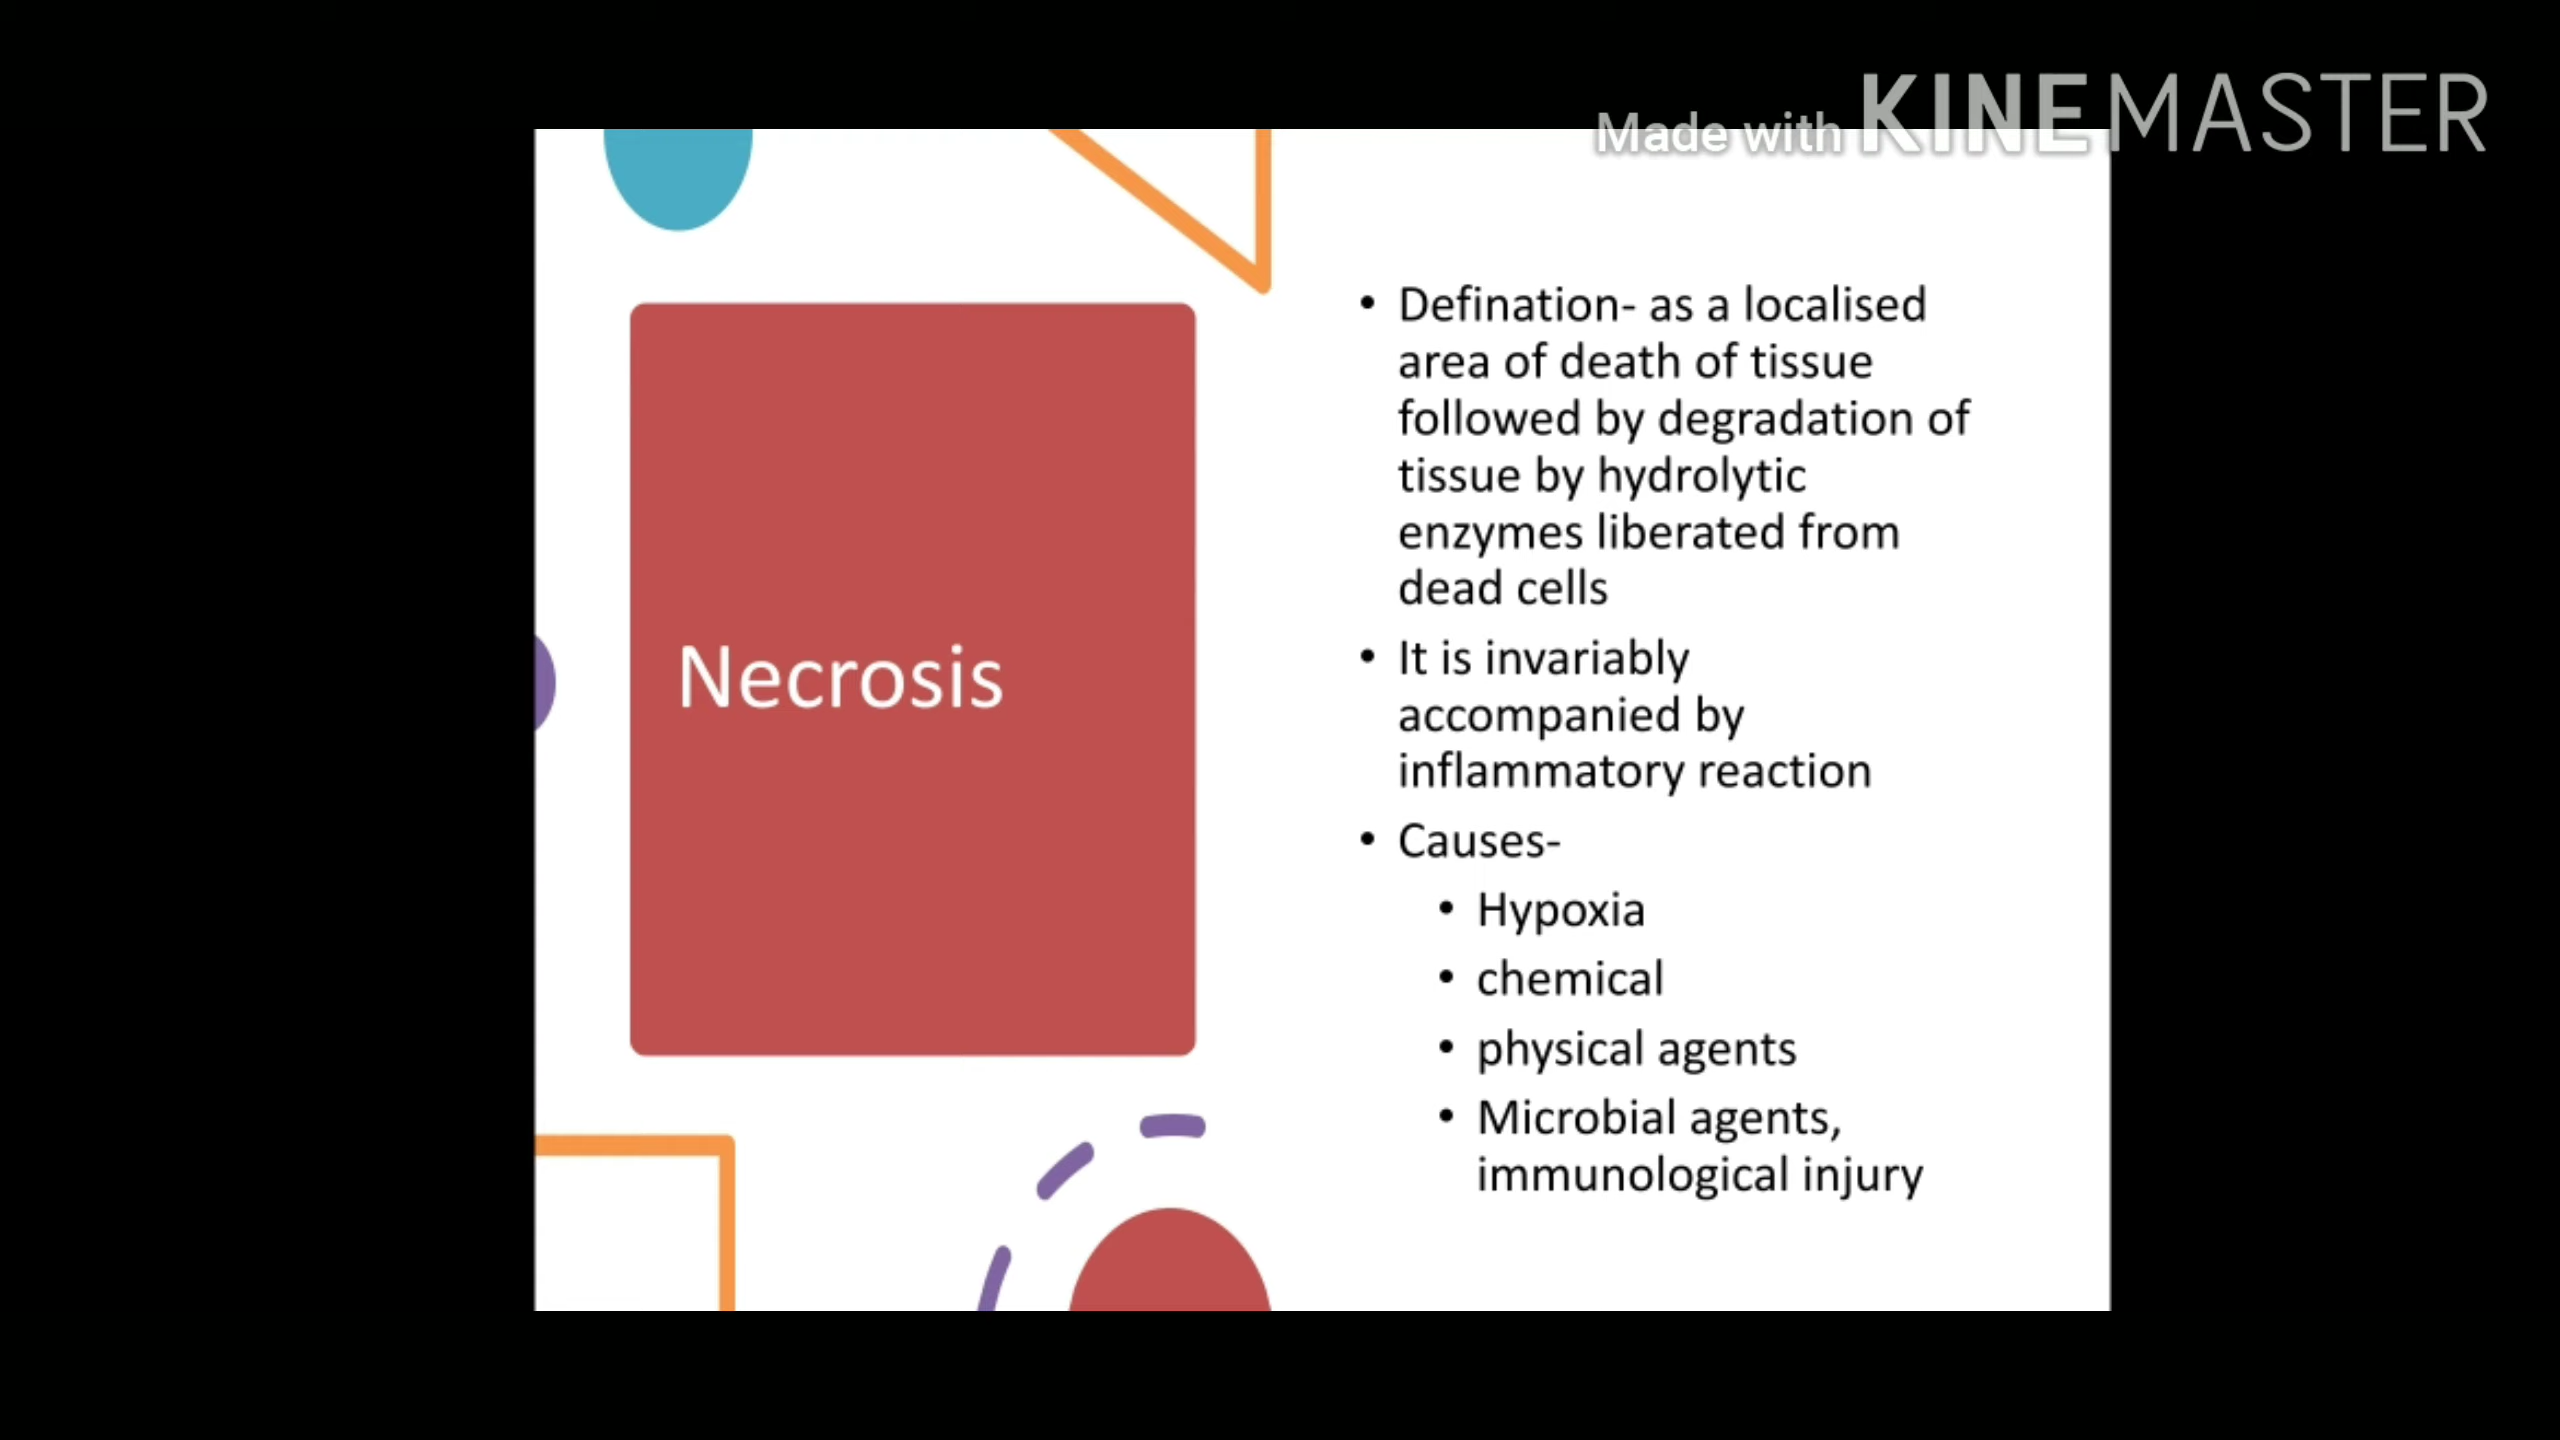 Made with KINEMASTER
Necrosis
• Defination- as a localised
area of death of tissue
followed by degradation of
tissue by hydrolytic
enzymes liberated from
dead cells
• It is invariably
accompanied by
inflammatory reaction
• Causes-
• Hypoxia
• chemical
• physical agents
• Microbial agents,
immunological injury